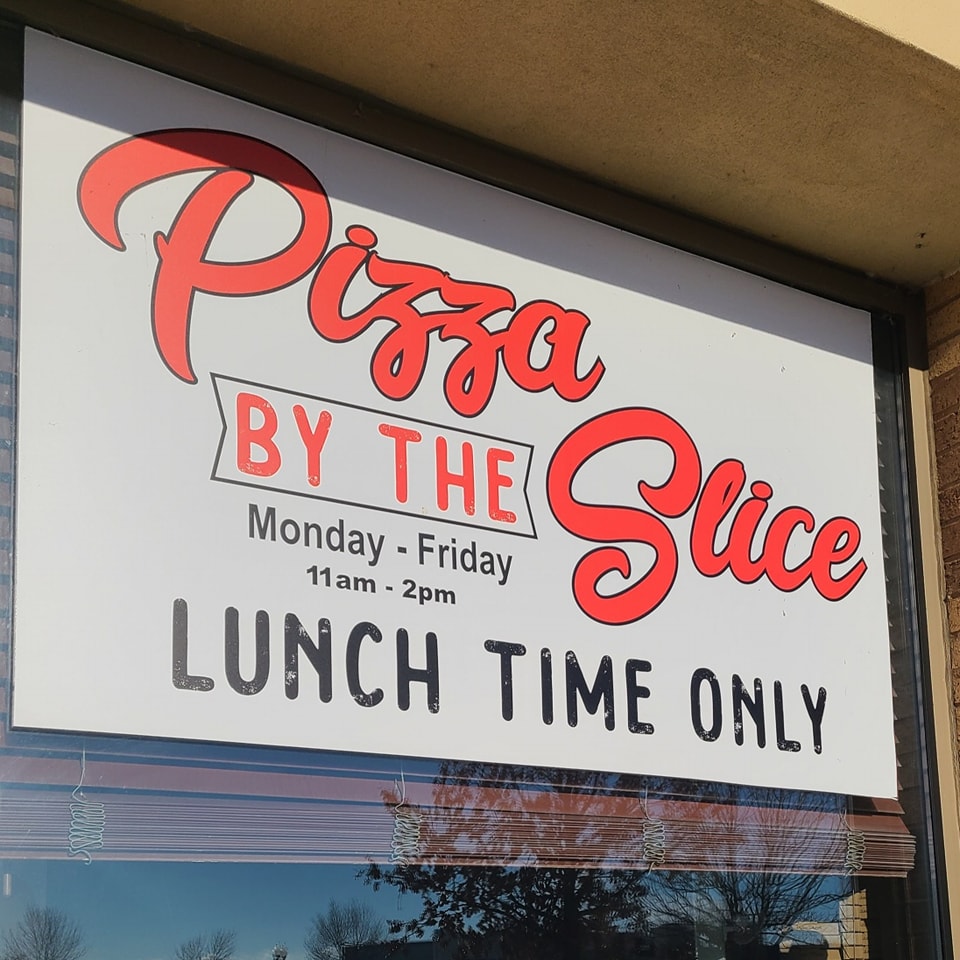 Pizza
BY THE Slice
Monday - Friday
11am - 2pm
LUNCH TIME ONLY